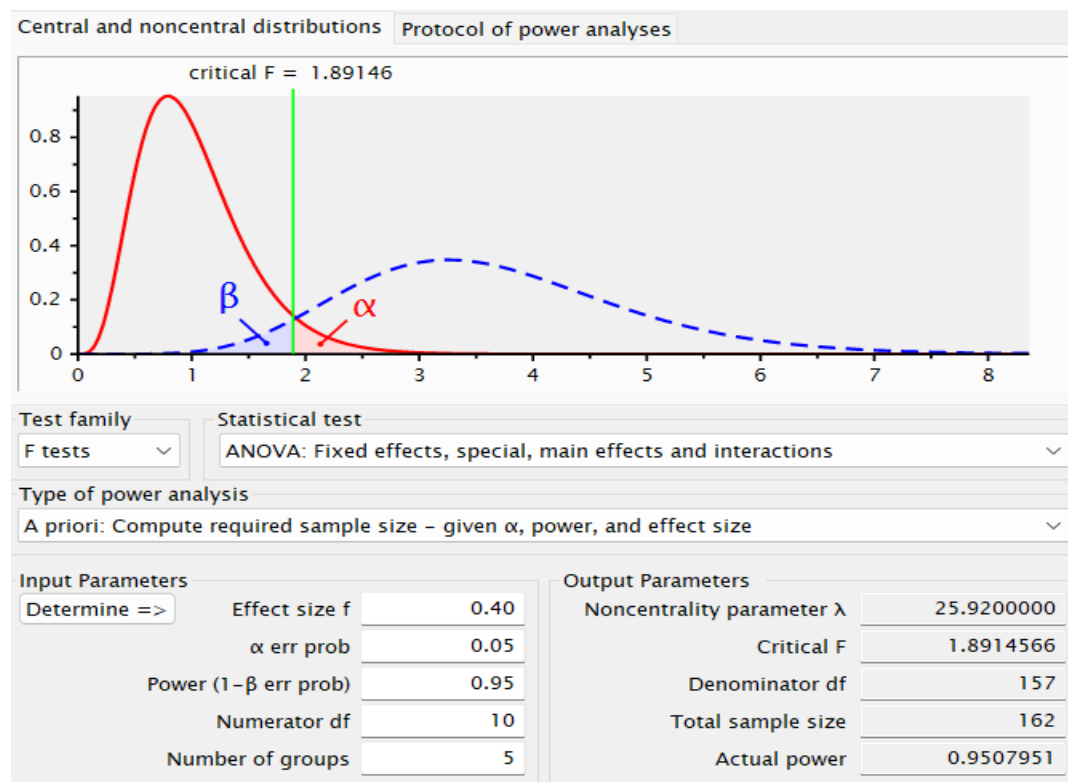 Central and noncentral distributions Protocol of power analyses
critical F = 1.89146
0.8
0.6
0.4
0.2
0
β
α
0 1 2 3 4 5 6 7 8
Test family Statistical test
F tests ANOVA: Fixed effects, special, main effects and interactions
Type of power analysis
A priori: Compute required sample size – given α, power, and effect size
Input Parameters Output Parameters
Determine => Effect size f 0.40 Noncentrality parameter λ 25.9200000
α err prob 0.05 Critical F 1.8914566
Power (1-β err prob) 0.95 Denominator df 157
Numerator df 10 Total sample size 162
Number of groups 5 Actual power 0.9507951